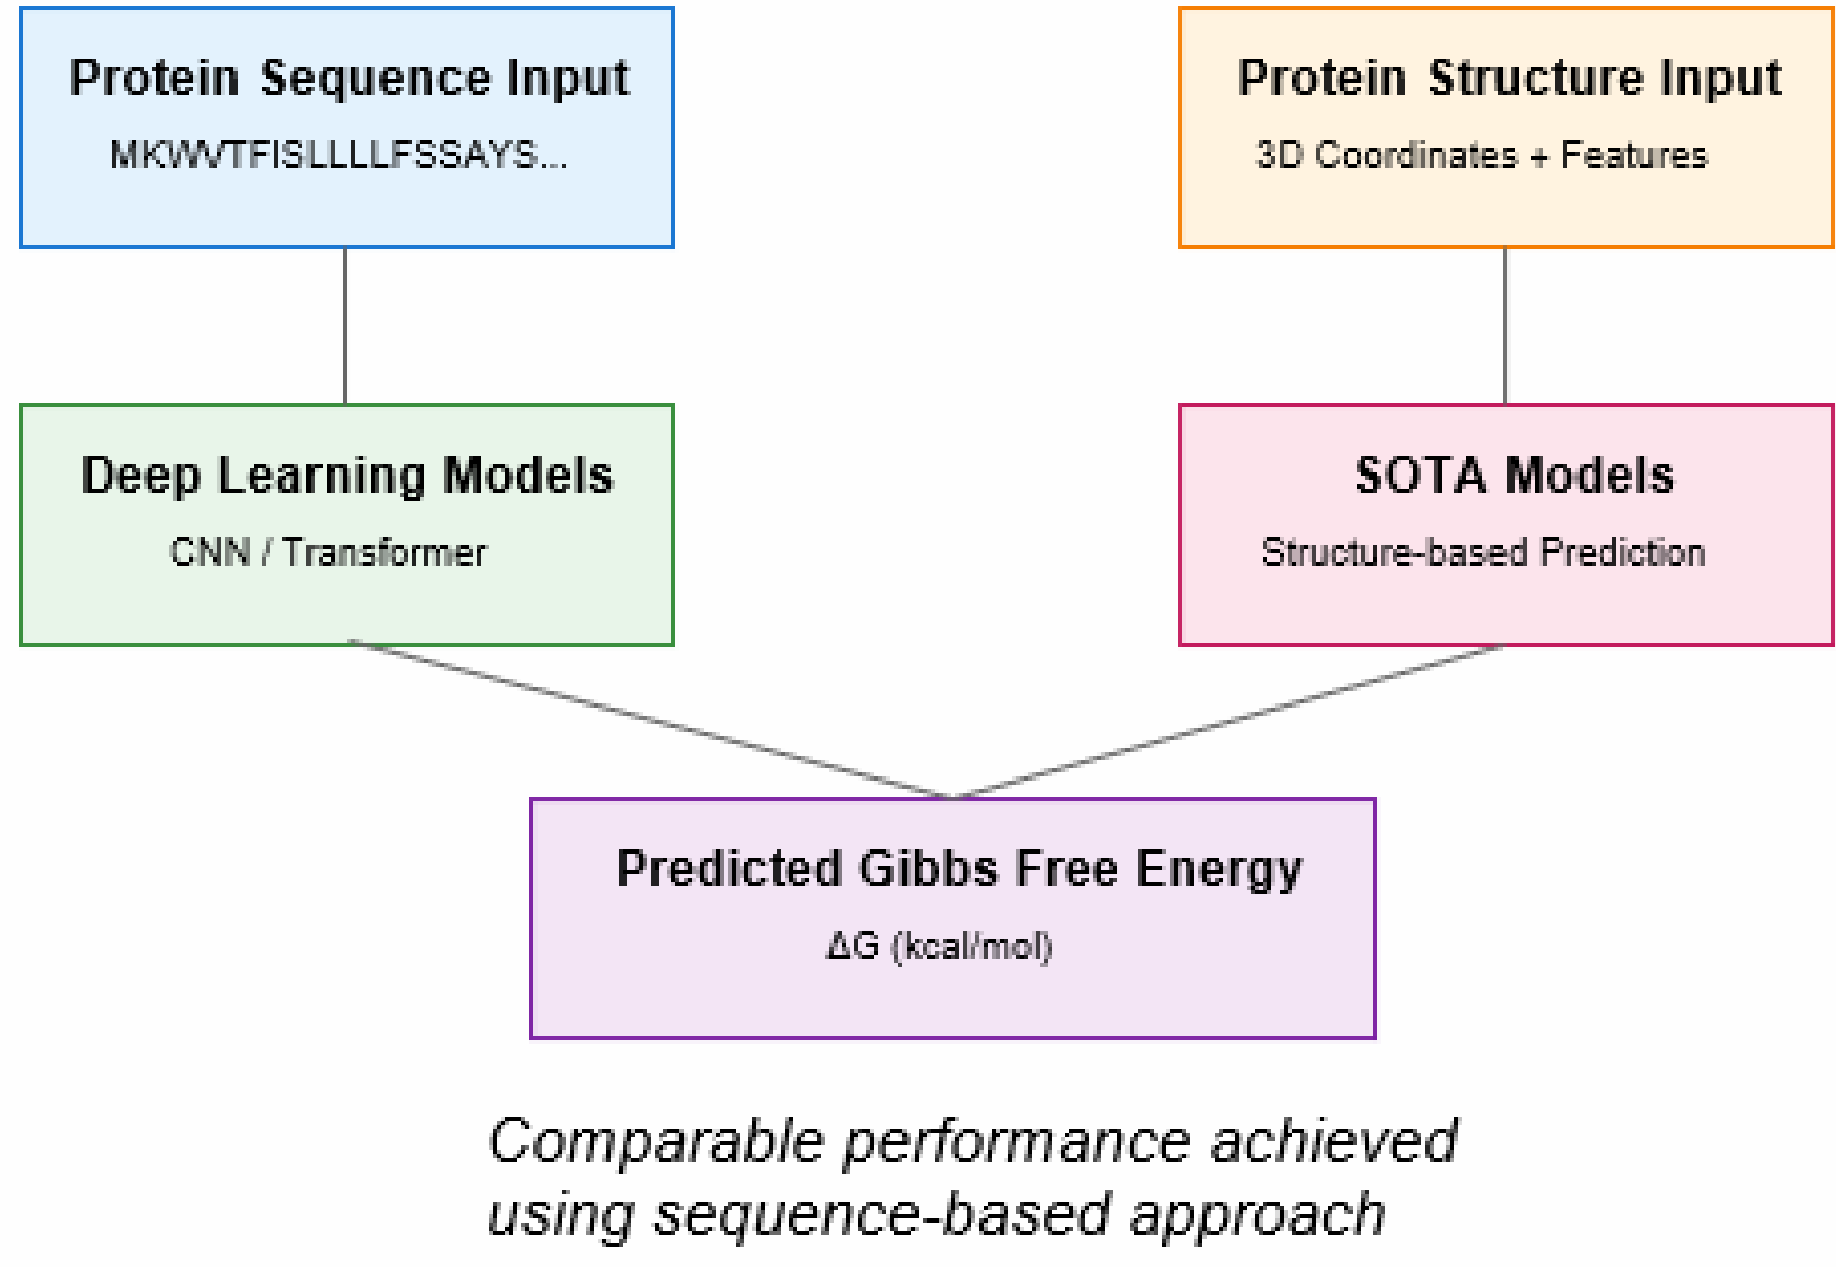 Protein Sequence Input
MKWVTFISLLLLFSSAYS...
Protein Structure Input
3D Coordinates + Features
Deep Learning Models
CNN / Transformer
SOTA Models
Structure-based Prediction
Predicted Gibbs Free Energy
ΔG (kcal/mol)
Comparable performance achieved
using sequence-based approach